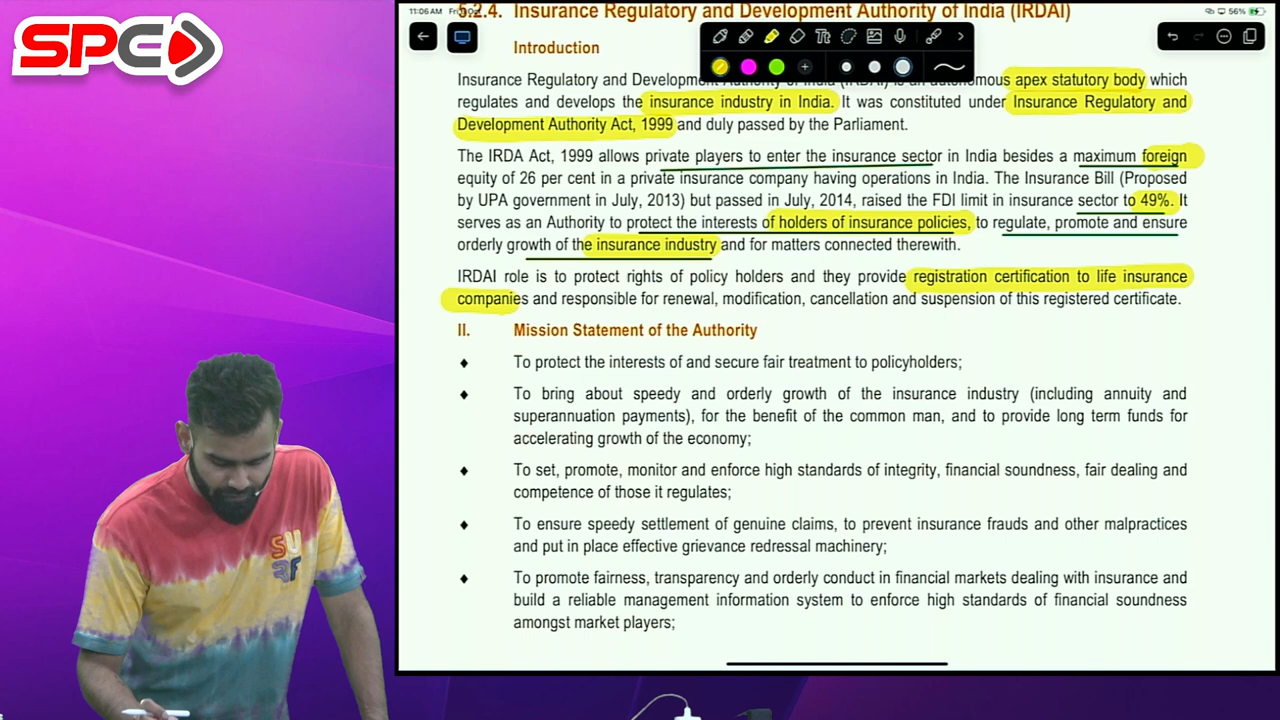 SPC
11:06 AM Fri
56%
5.2.4. Insurance Regulatory and Development Authority of India (IRDAI)
Introduction
Insurance Regulatory and Development Authority of India (IRDAI) is an autonomous apex statutory body which
regulates and develops the insurance industry in India. It was constituted under Insurance Regulatory and
Development Authority Act, 1999 and duly passed by the Parliament.
The IRDA Act, 1999 allows private players to enter the insurance sector in India besides a maximum foreign
equity of 26 per cent in a private insurance company having operations in India. The Insurance Bill (Proposed
by UPA government in July, 2013) but passed in July, 2014, raised the FDI limit in insurance sector to 49%. It
serves as an Authority to protect the interests of holders of insurance policies, to regulate, promote and ensure
orderly growth of the insurance industry and for matters connected therewith.
IRDAI role is to protect rights of policy holders and they provide registration certification to life insurance
companies and responsible for renewal, modification, cancellation and suspension of this registered certificate.
II. Mission Statement of the Authority
♦ To protect the interests of and secure fair treatment to policyholders;
♦ To bring about speedy and orderly growth of the insurance industry (including annuity and
superannuation payments), for the benefit of the common man, and to provide long term funds for
accelerating growth of the economy;
♦ To set, promote, monitor and enforce high standards of integrity, financial soundness, fair dealing and
competence of those it regulates;
♦ To ensure speedy settlement of genuine claims, to prevent insurance frauds and other malpractices
and put in place effective grievance redressal machinery;
♦ To promote fairness, transparency and orderly conduct in financial markets dealing with insurance and
build a reliable management information system to enforce high standards of financial soundness
amongst market players;